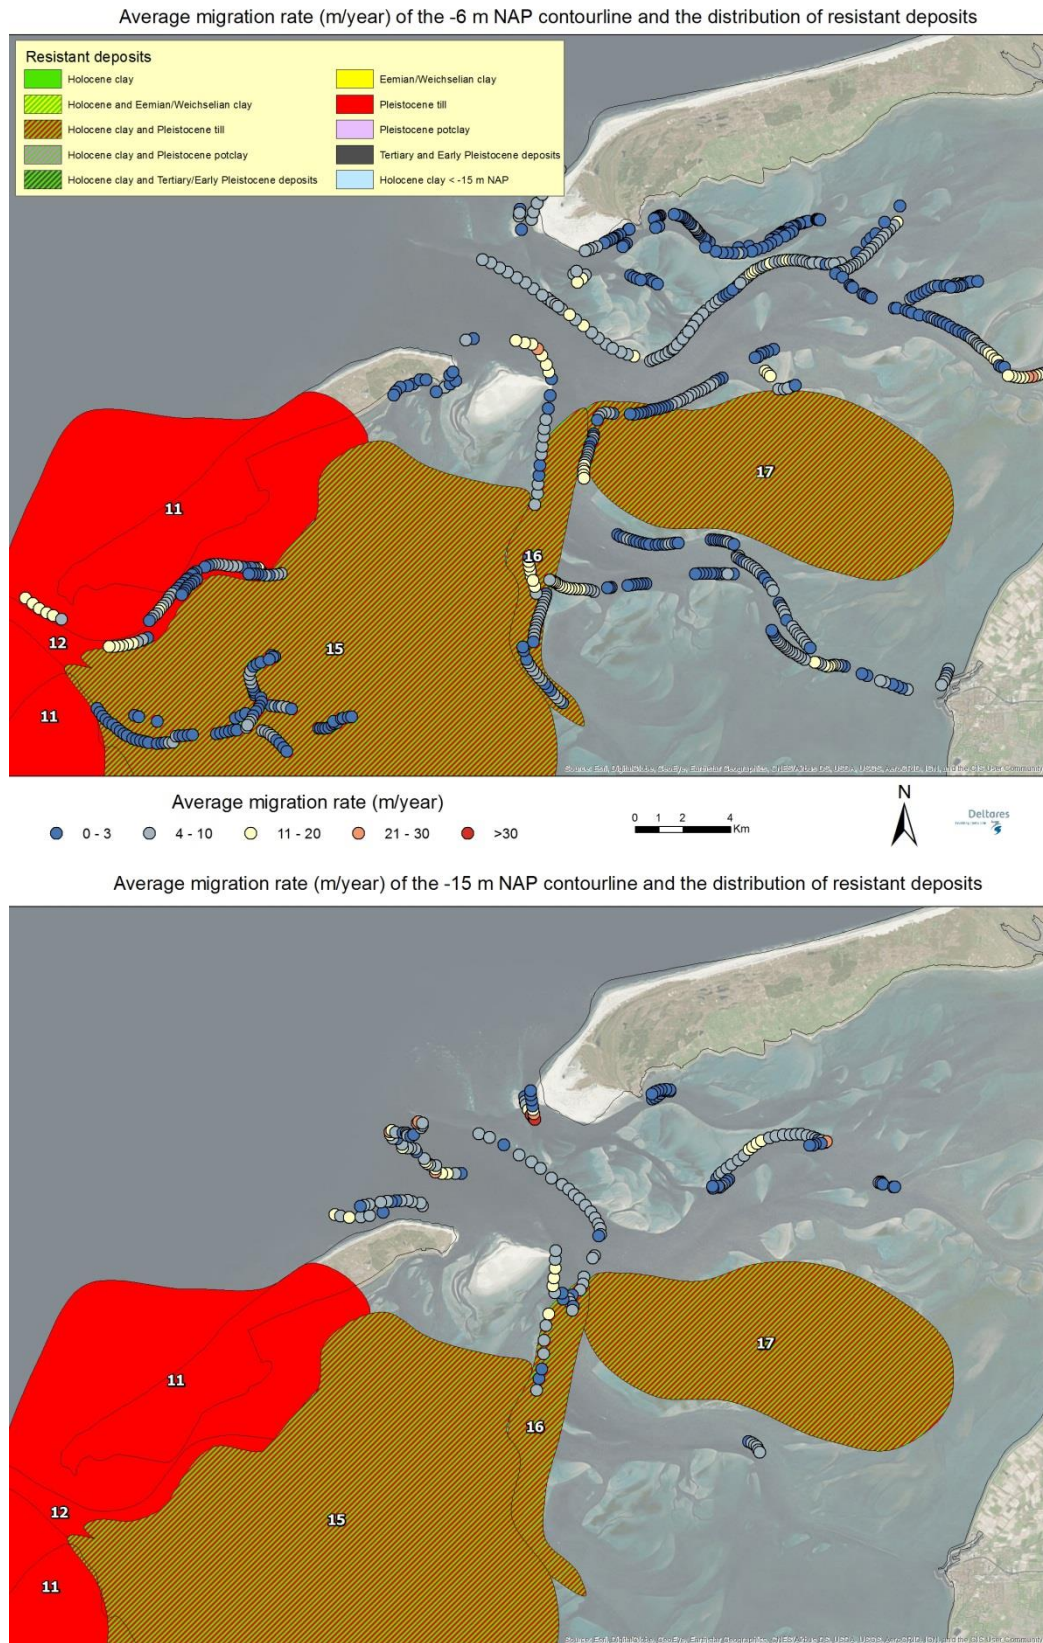 Average migration rate (m/year) of the -6 m NAP contourline and the distribution of resistant deposits
Resistant deposits
Holocene clay
Eemian/Weichselian clay
Holocene and Eemian/Weichselian clay
Pleistocene till
Holocene clay and Pleistocene till
Pleistocene potclay
Holocene clay and Pleistocene potclay
Tertiary and Early Pleistocene deposits
Holocene clay and Tertiary/Early Pleistocene deposits
Holocene clay < -15 m NAP
17
11
16
12
15
11
Average migration rate (m/year)
0 - 3
4 - 10
11 - 20
21 - 30
>30
0 1 2 4
Km
N
Deltares
Average migration rate (m/year) of the -15 m NAP contourline and the distribution of resistant deposits
17
11
16
12
15
11